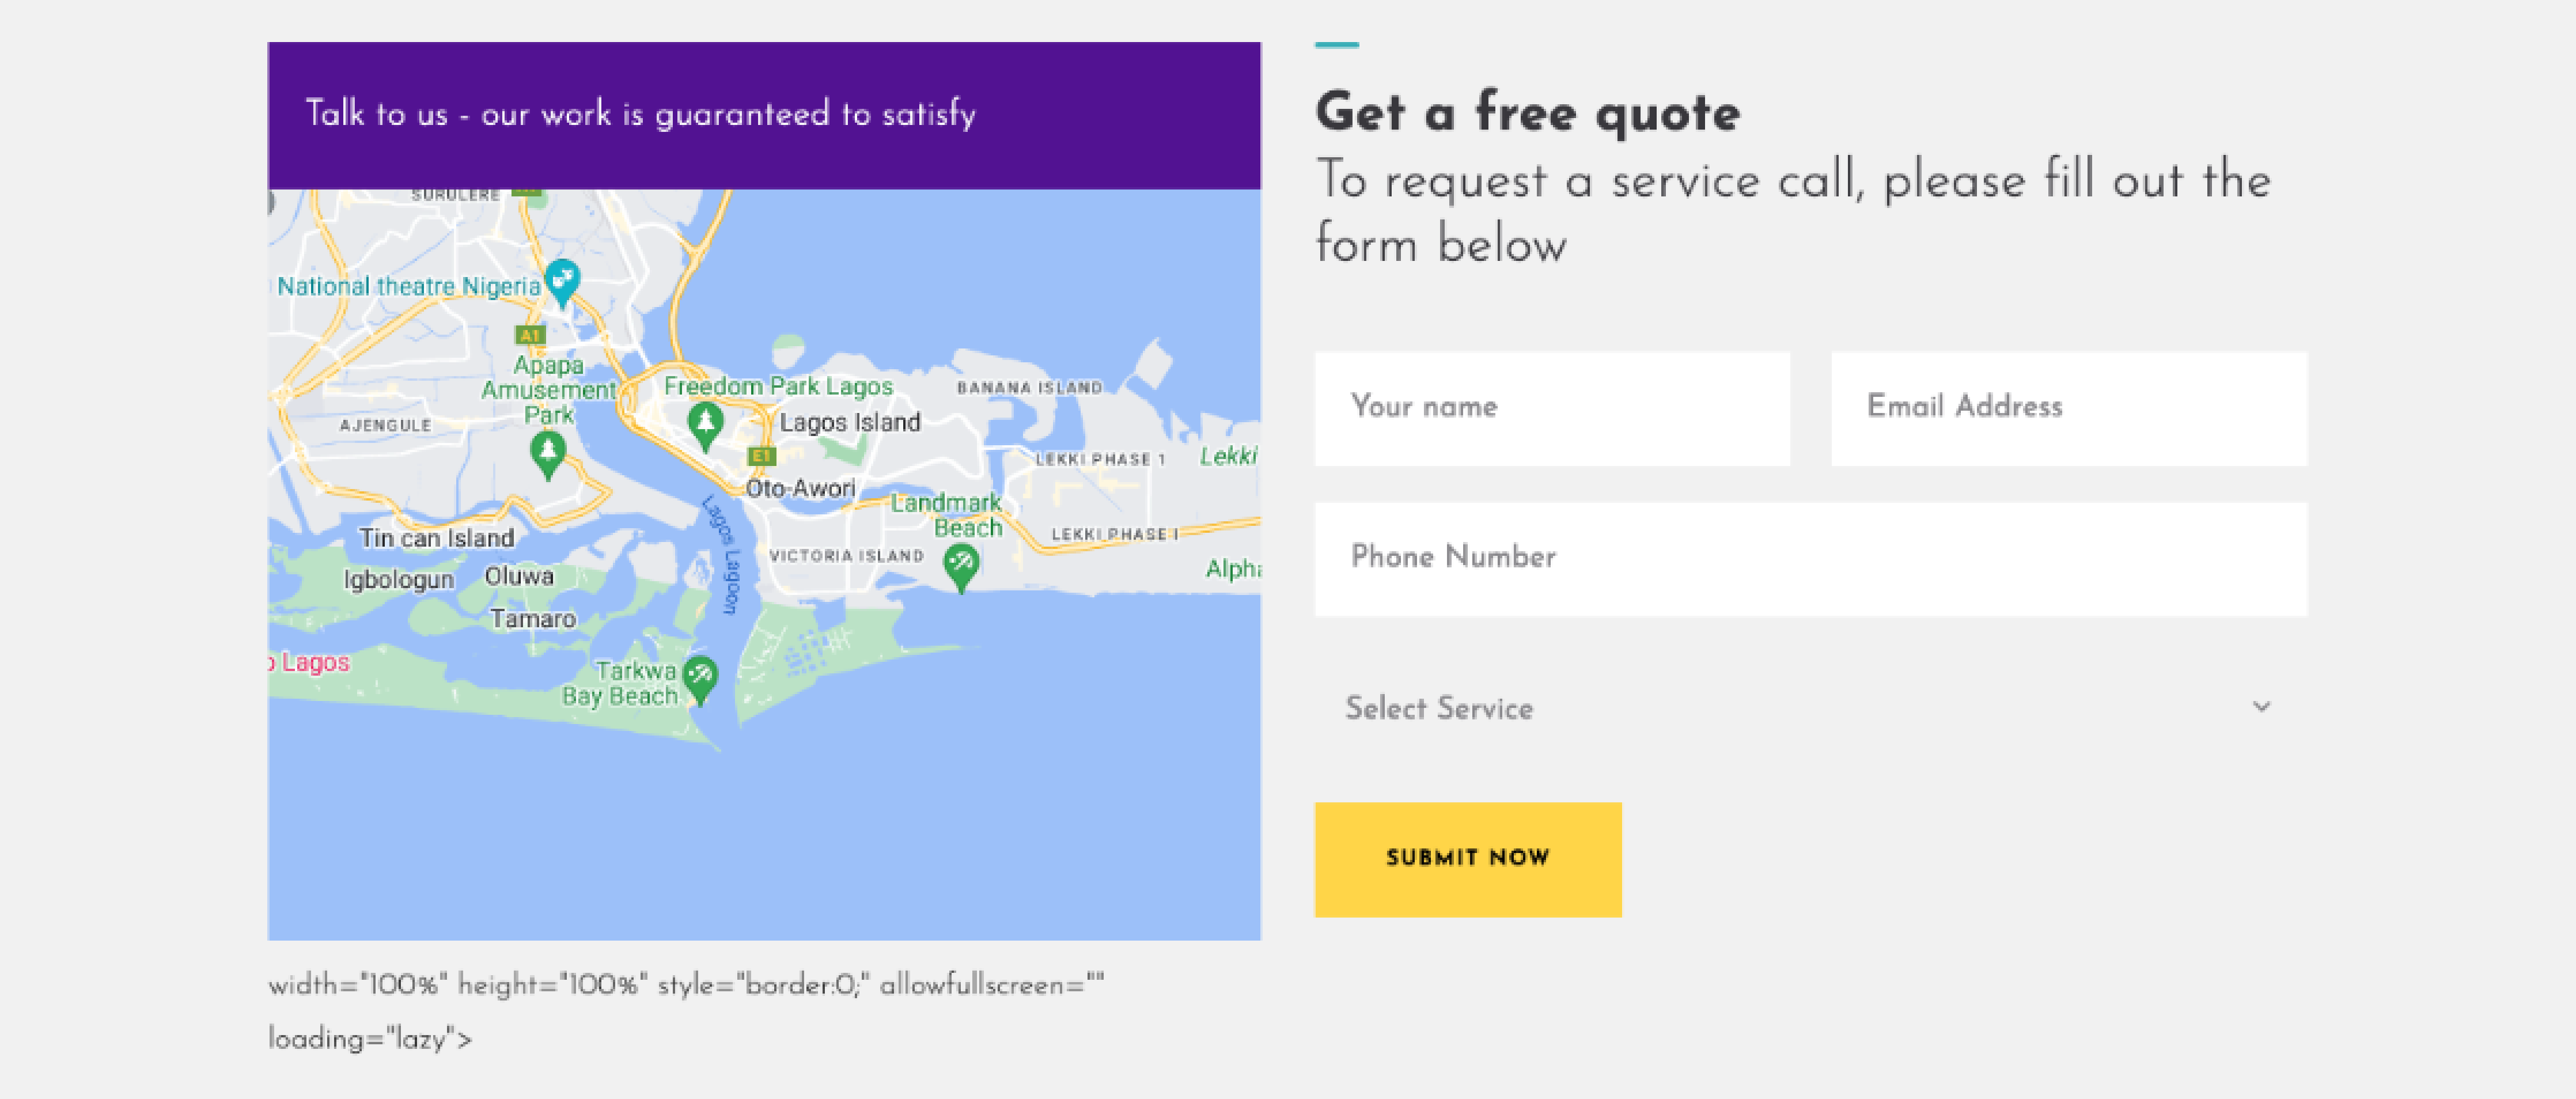 Talk to us - our work is guaranteed to satisfy
SURULERE
National theatre Nigeria
A1
Apapa
Amusement
Park
Freedom Park Lagos
BANANA ISLAND
AJENGULE
Lagos Island
E1
LEKKI PHASE 1
Lekki
Oto-Awori
Landmark
Beach
Lagos Lagoon
LEKKI PHASE I
Tin can Island
VICTORIA ISLAND
Igbologun
Oluwa
Alpha
Tamaro
Lagos
Tarkwa
Bay Beach
width="100%" height="100%" style="border:0;" allowfullscreen=""
loading="lazy">
Get a free quote
To request a service call, please fill out the
form below
Your name
Email Address
Phone Number
Select Service
SUBMIT NOW